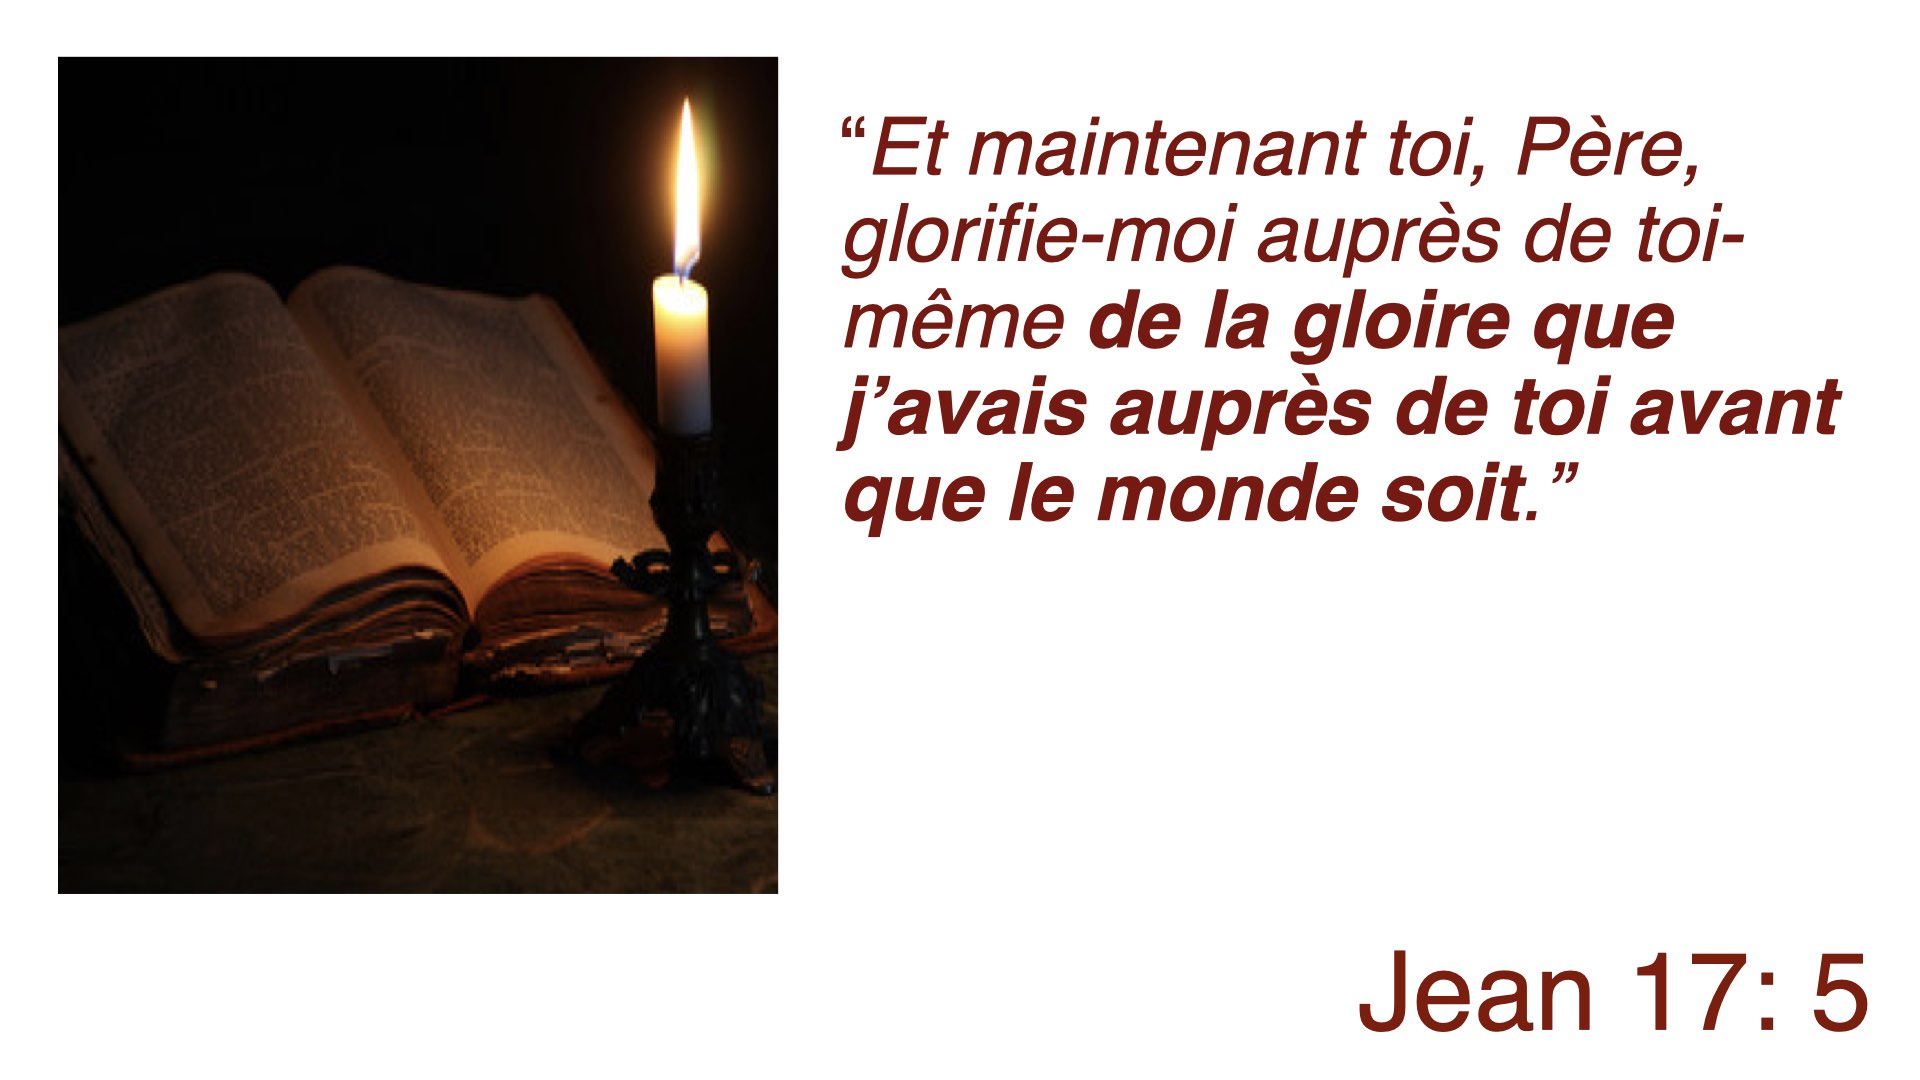 “Et maintenant toi, Père,
glorifie-moi auprès de toi-
même de la gloire que
j’avais auprès de toi avant
que le monde soit.”
Jean 17: 5